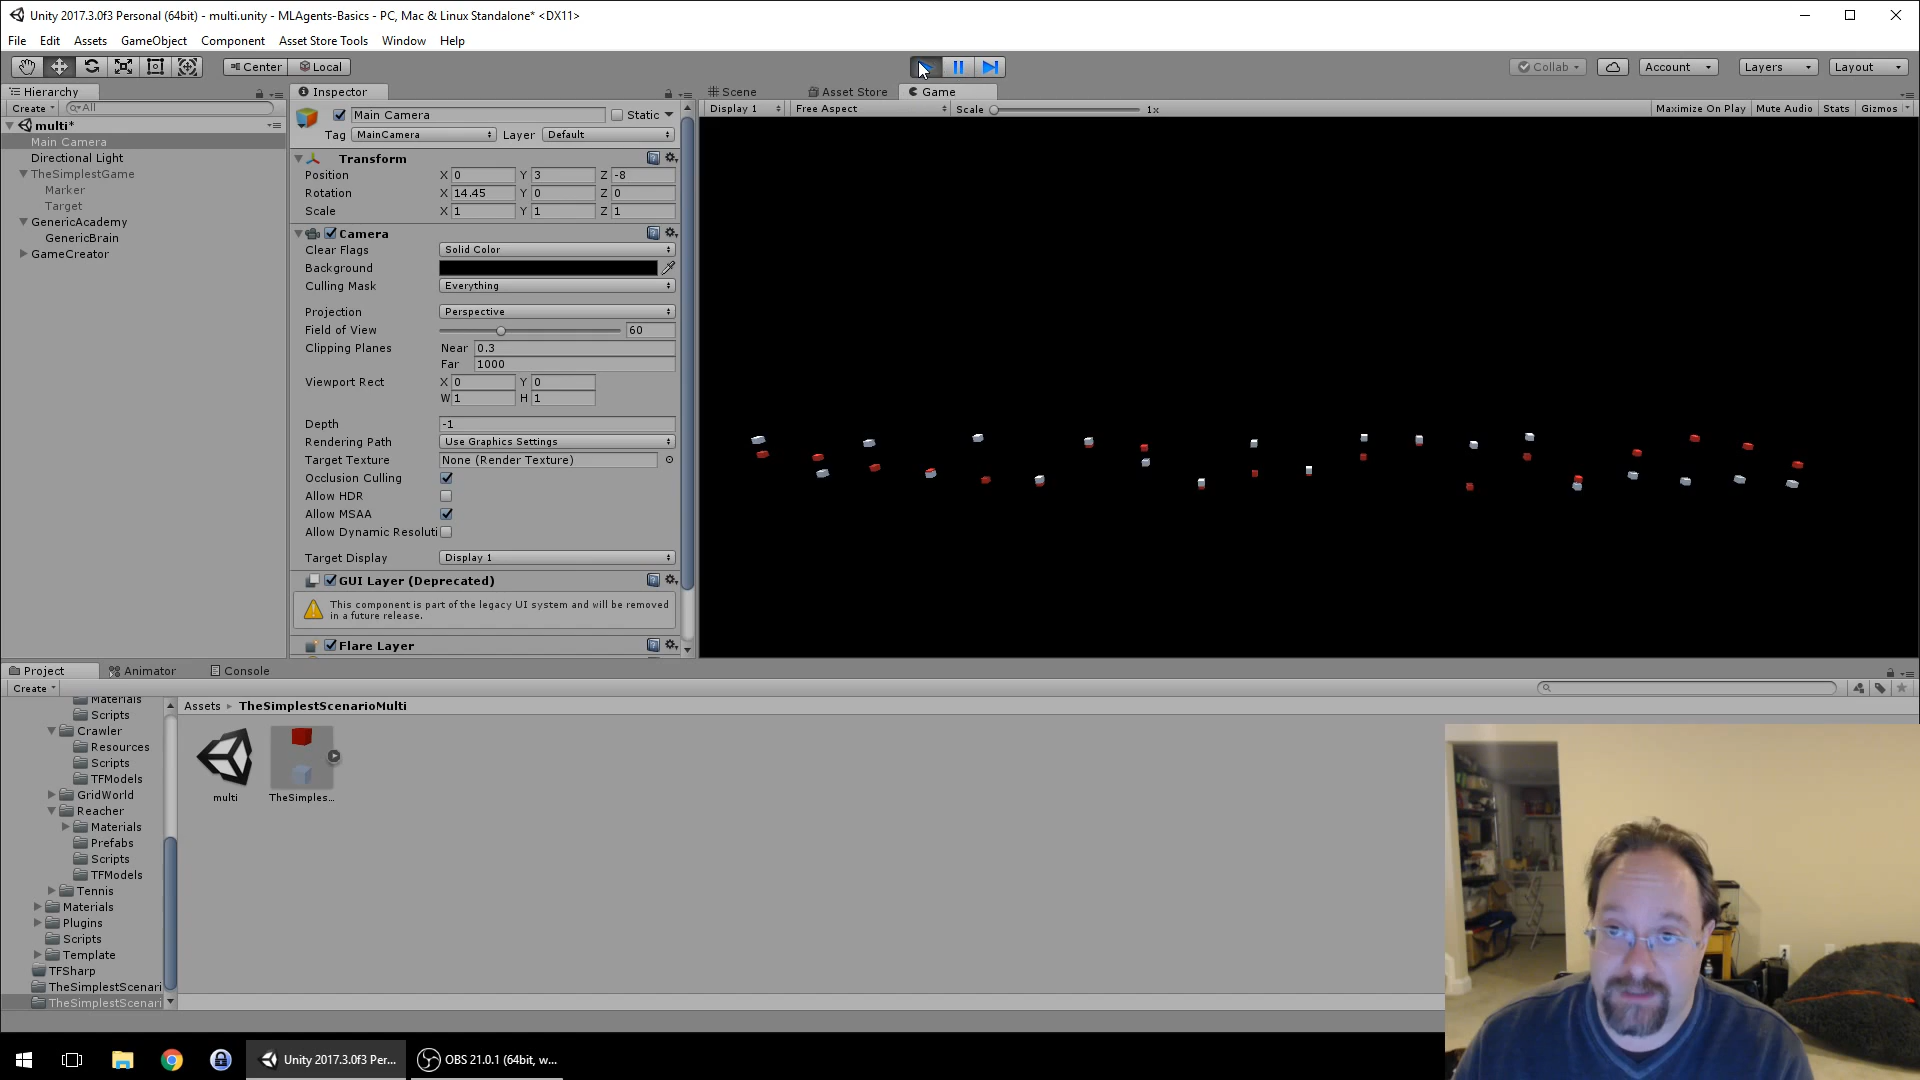 Unity 2017.3.0f3 Personal (64bit) - multi.unity - MLAgents-Basics - PC, Mac & Linux Standalone* <DX11>
File Edit Assets GameObject Component Asset Store Tools Window Help
Center Local Collab Account Layers Layout
Hierarchy Inspector Scene Asset Store Game
Create All
Main Camera Static
Display 1 Free Aspect Scale 1x Maximize On Play Mute Audio Stats Gizmos
multi*
Tag MainCamera Layer Default
Main Camera
Directional Light
Transform
TheSimplestGame
Position X 0 Y 3 Z -8
Marker
Rotation X 14.45 Y 0 Z 0
Target
Scale X 1 Y 1 Z 1
GenericAcademy
GenericBrain
Camera
GameCreator
Clear Flags Solid Color
Background
Culling Mask Everything
Projection Perspective
Field of View 60
Clipping Planes Near 0.3
Far 1000
Viewport Rect X 0 Y 0
W 1 H 1
Depth -1
Rendering Path Use Graphics Settings
Target Texture None (Render Texture)
Occlusion Culling
Allow HDR
Allow MSAA
Allow Dynamic Resoluti
Target Display Display 1
GUI Layer (Deprecated)
This component is part of the legacy UI system and will be removed
in a future release.
Flare Layer
Project Animator Console
Create
Materials
Scripts
Crawler
Resources
Scripts
TFModels
GridWorld
Reacher
Materials
Prefabs
Scripts
TFModels
Tennis
Materials
Plugins
Scripts
Template
TFSharp
TheSimplestScenari
TheSimplestScenari
Assets TheSimplestScenarioMulti
multi TheSimples...
Unity 2017.3.0f3 Per... OBS 21.0.1 (64bit, w...